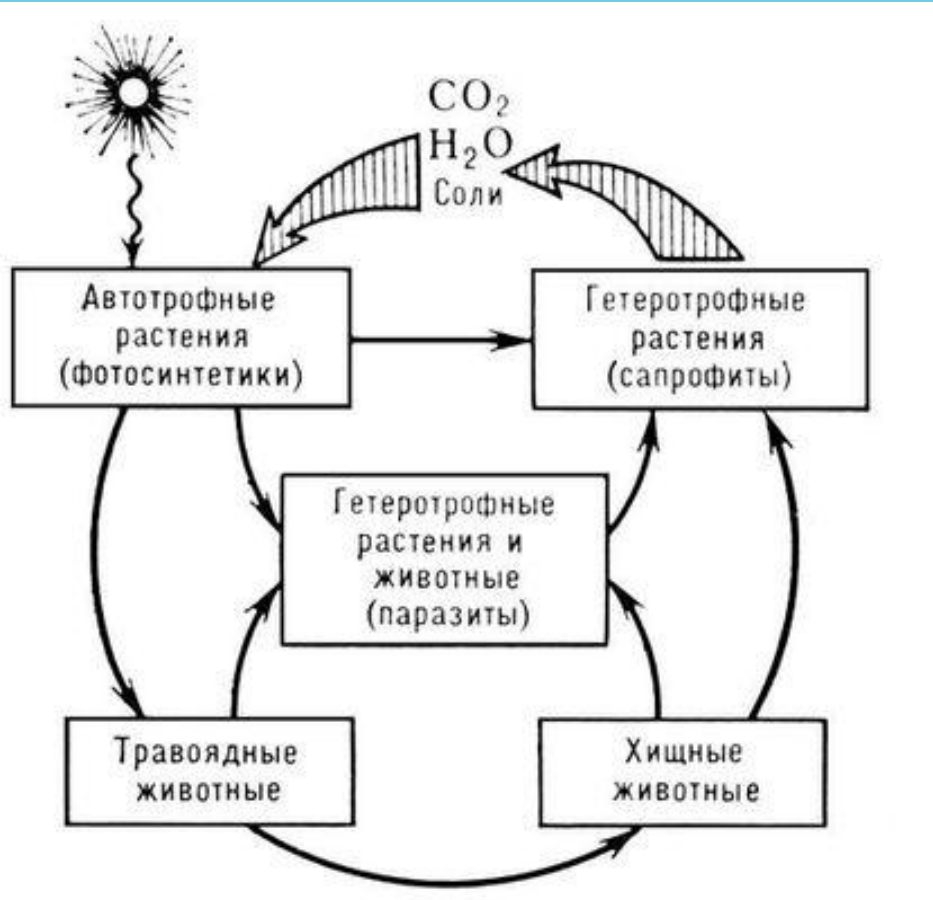 CO₂
H₂O
Соли
Автотрофные
растения
(фотосинтетики)
Гетеротрофные
растения
(сапрофиты)
Гетеротрофные
растения и
животные
(паразиты)
Травоядные
животные
Хищные
животные